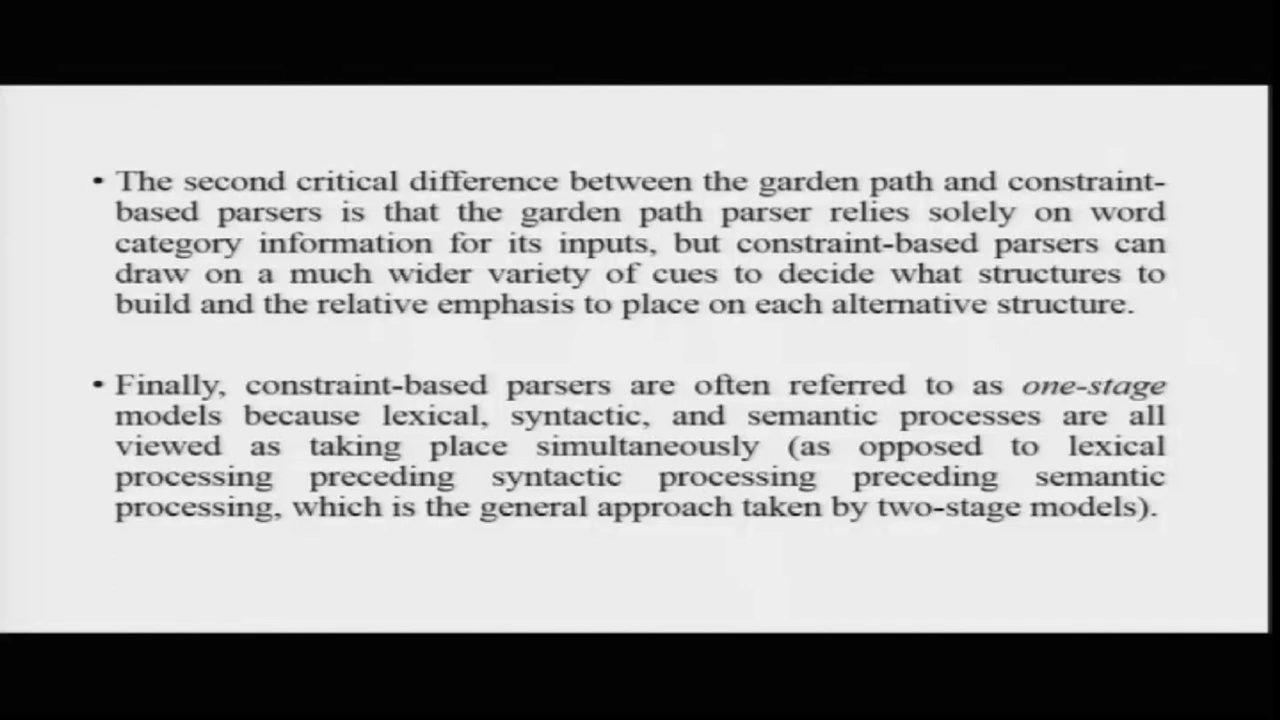 • The second critical difference between the garden path and constraint-
based parsers is that the garden path parser relies solely on word
category information for its inputs, but constraint-based parsers can
draw on a much wider variety of cues to decide what structures to
build and the relative emphasis to place on each alternative structure.
• Finally, constraint-based parsers are often referred to as one-stage
models because lexical, syntactic, and semantic processes are all
viewed as taking place simultaneously (as opposed to lexical
processing preceding syntactic processing preceding semantic
processing, which is the general approach taken by two-stage models).